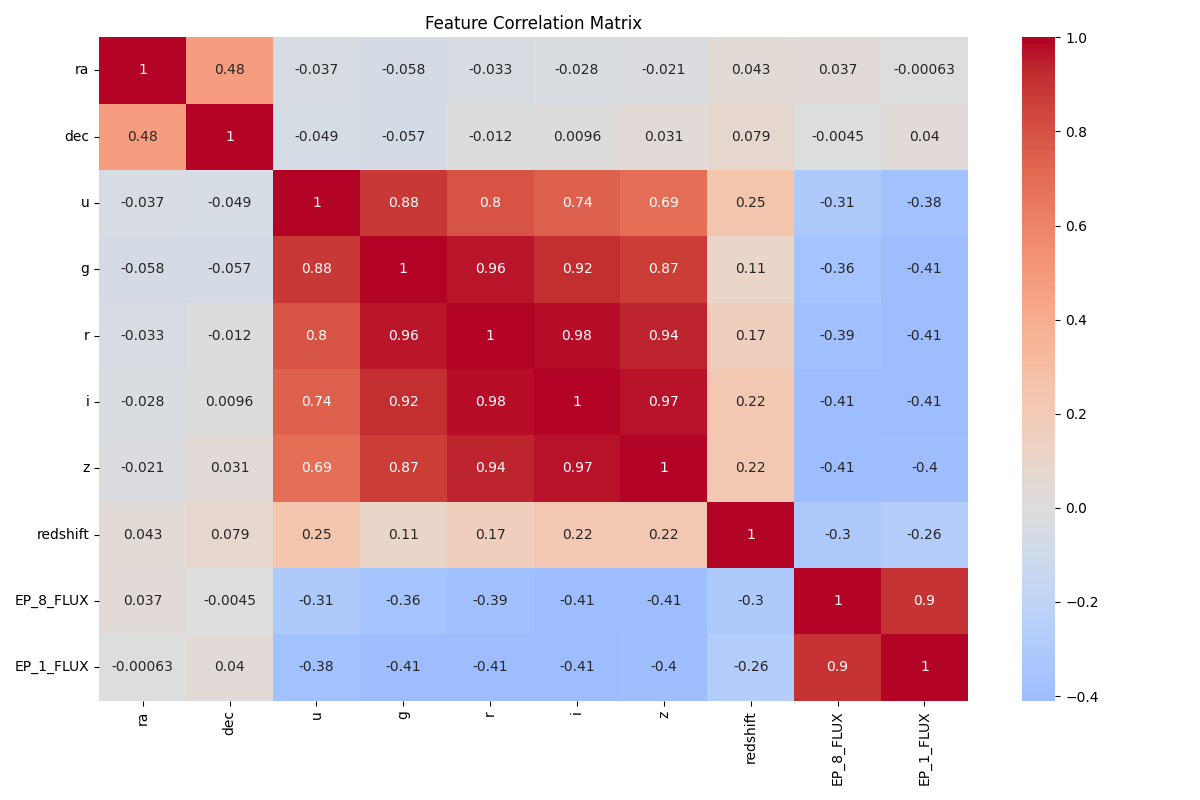 Feature Correlation Matrix
ra 1 0.48 -0.037 -0.058 -0.033 -0.028 -0.021 0.043 0.037 -0.00063
dec 0.48 1 -0.049 -0.057 -0.012 0.0096 0.031 0.079 -0.0045 0.04
u -0.037 -0.049 1 0.88 0.8 0.74 0.69 0.25 -0.31 -0.38
g -0.058 -0.057 0.88 1 0.96 0.92 0.87 0.11 -0.36 -0.41
r -0.033 -0.012 0.8 0.96 1 0.98 0.94 0.17 -0.39 -0.41
i -0.028 0.0096 0.74 0.92 0.98 1 0.97 0.22 -0.41 -0.41
z -0.021 0.031 0.69 0.87 0.94 0.97 1 0.22 -0.41 -0.4
redshift 0.043 0.079 0.25 0.11 0.17 0.22 0.22 1 -0.3 -0.26
EP_8_FLUX 0.037 -0.0045 -0.31 -0.36 -0.39 -0.41 -0.41 -0.3 1 0.9
EP_1_FLUX -0.00063 0.04 -0.38 -0.41 -0.41 -0.41 -0.4 -0.26 0.9 1
ra dec u g r i z redshift EP_8_FLUX EP_1_FLUX
1.0
0.8
0.6
0.4
0.2
0.0
−0.2
−0.4